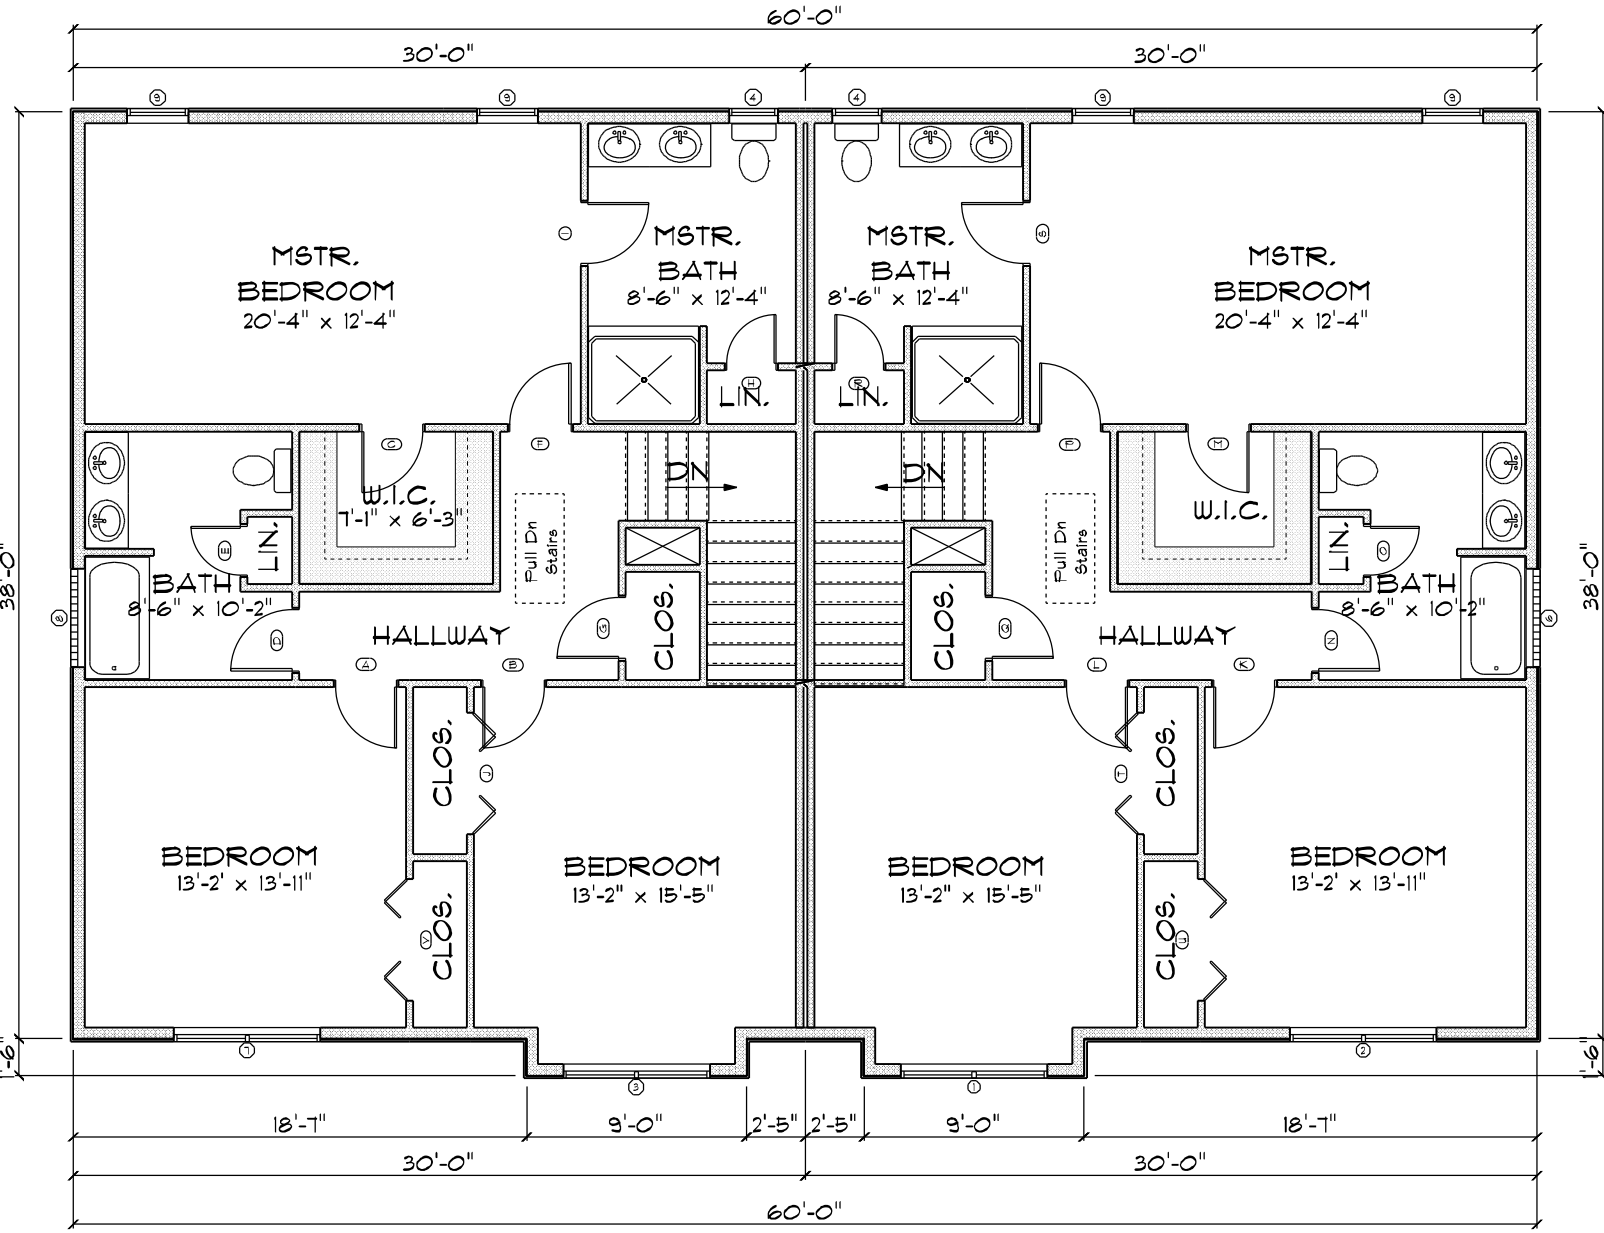 60'-0"
30'-0" 30'-0"
9 9 4 4 9 9
I S
MSTR. MSTR. MSTR. MSTR.
BEDROOM BATH BATH BEDROOM
20'-4" x 12'-4" 8'-6" x 12'-4" 8'-6" x 12'-4" 20'-4" x 12'-4"
H R
LIN. LIN.
C F P M
DN DN
W.I.C. W.I.C.
7'-1" x 6'-3"
E LIN. LIN. O
Pull Dn Stairs Pull Dn Stairs
38'-0" 38'-0"
BATH BATH
8'-6" x 10'-2" 8'-6" x 10'-2"
8 6
D G Q N
HALLWAY CLOS. CLOS. HALLWAY
A B L K
CLOS. CLOS.
J T
BEDROOM BEDROOM BEDROOM BEDROOM
13'-2' x 13'-11" 13'-2" x 15'-5" 13'-2" x 15'-5" 13'-2' x 13'-11"
V CLOS. CLOS. U
7 2
1'-6" 1'-6"
3 1
18'-7" 9'-0" 2'-5" 2'-5" 9'-0" 18'-7"
30'-0" 30'-0"
60'-0"